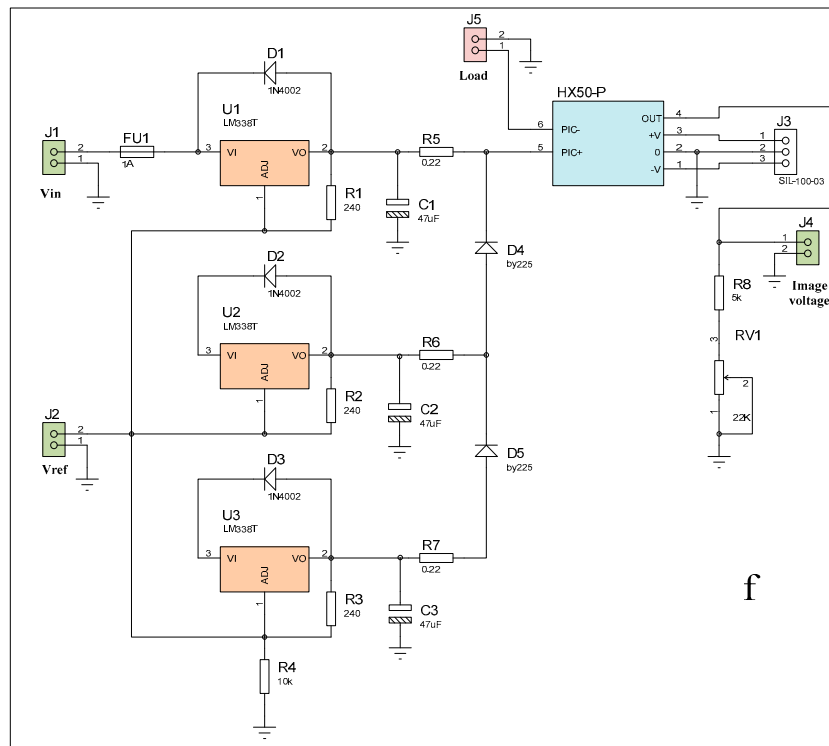 J5
2
1
Load
D1
1N4002
HX50-P
U1
LM338T
J1
2
1
Vin
FU1
1A
3
VI
VO
2
ADJ
1
R5
0.22
6
PIC-
5
PIC+
OUT
4
+V
3
0
2
-V
1
J3
1
2
3
SIL-100-03
R1
240
C1
47uF
D2
1N4002
D4
by225
J4
1
2
Image
voltage
R8
5k
U2
LM338T
3
VI
VO
2
ADJ
1
R6
0.22
RV1
3
2
1
22K
R2
240
C2
47uF
J2
2
1
Vref
D3
1N4002
D5
by225
U3
LM338T
3
VI
VO
2
ADJ
1
R7
0.22
f
R3
240
C3
47uF
R4
10k